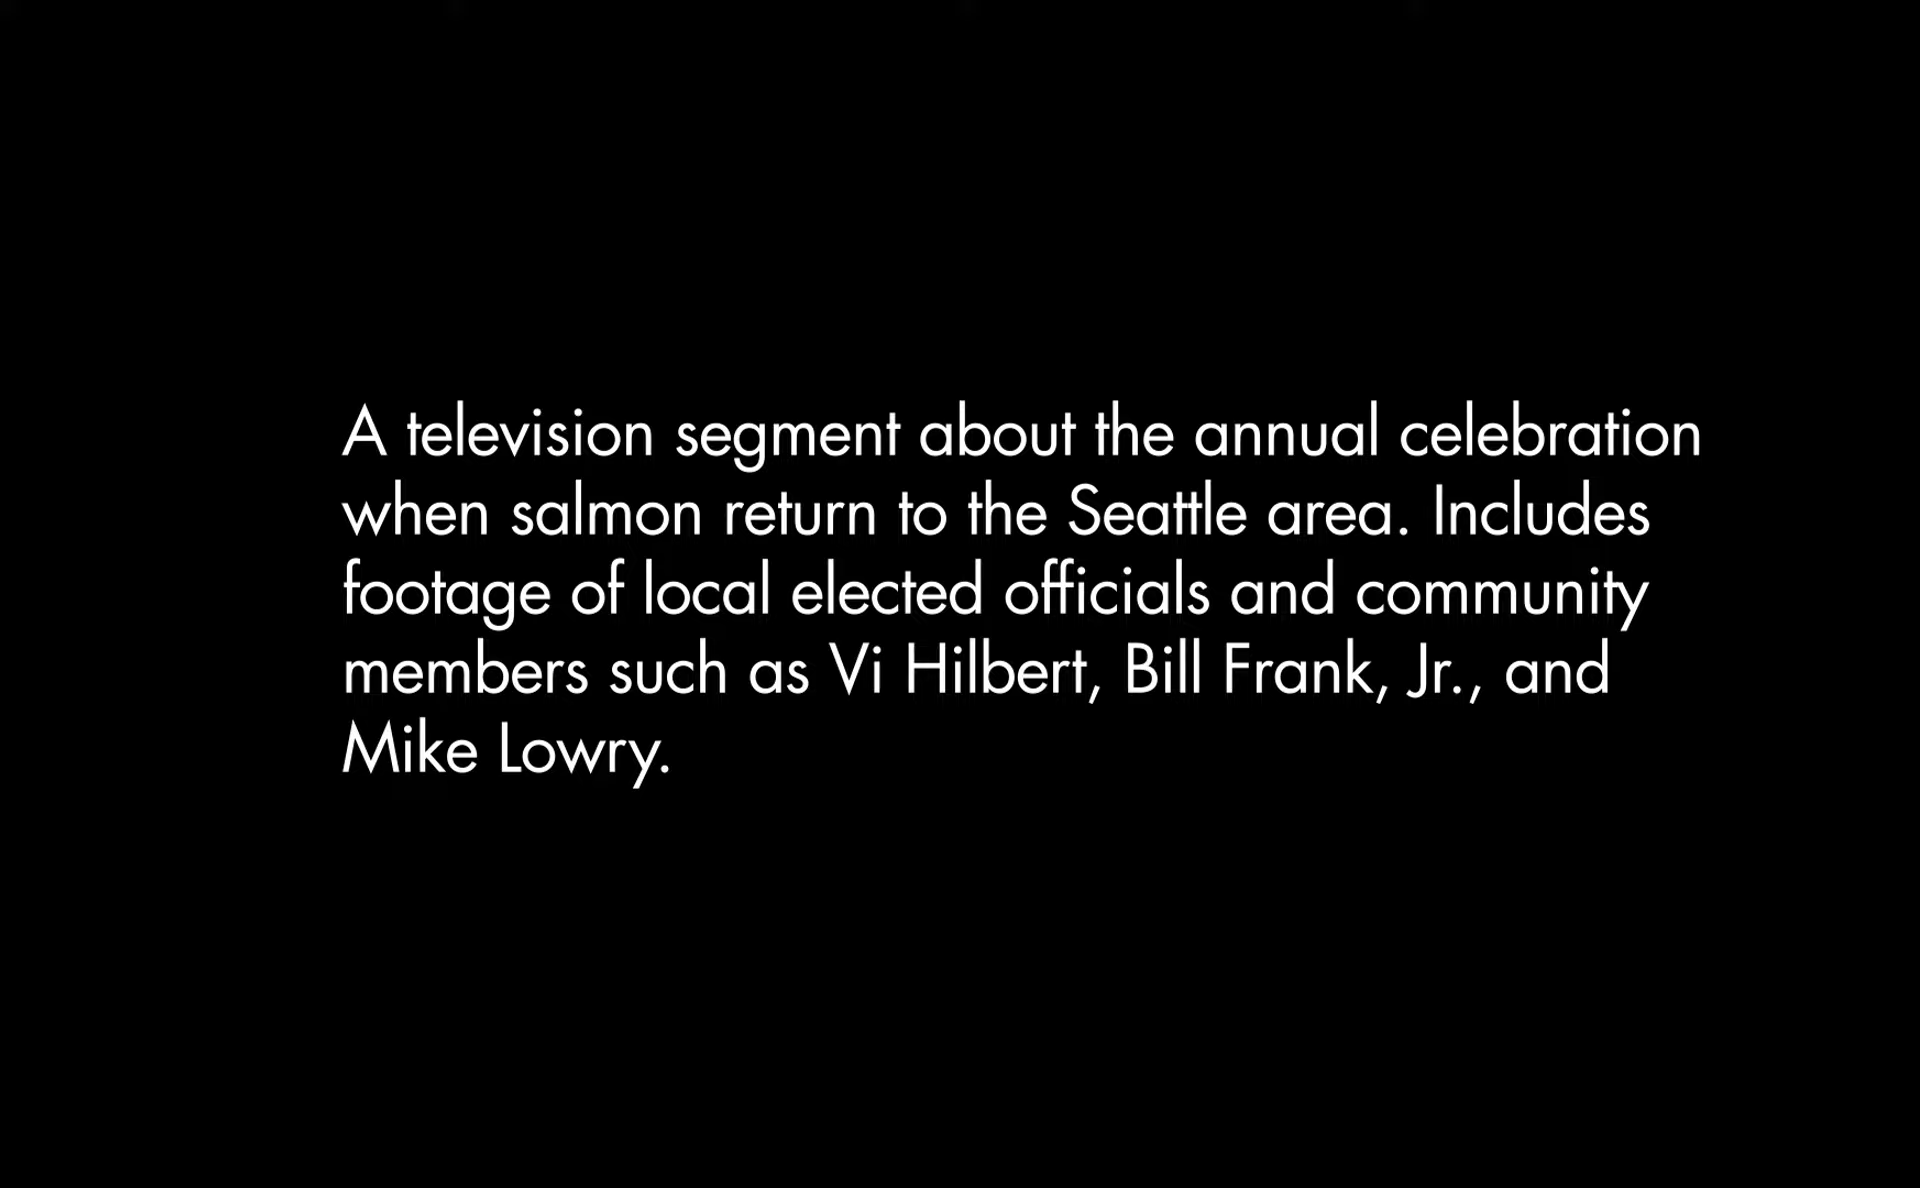 A television segment about the annual celebration
when salmon return to the Seattle area. Includes
footage of local elected officials and community
members such as Vi Hilbert, Bill Frank, Jr., and
Mike Lowry.